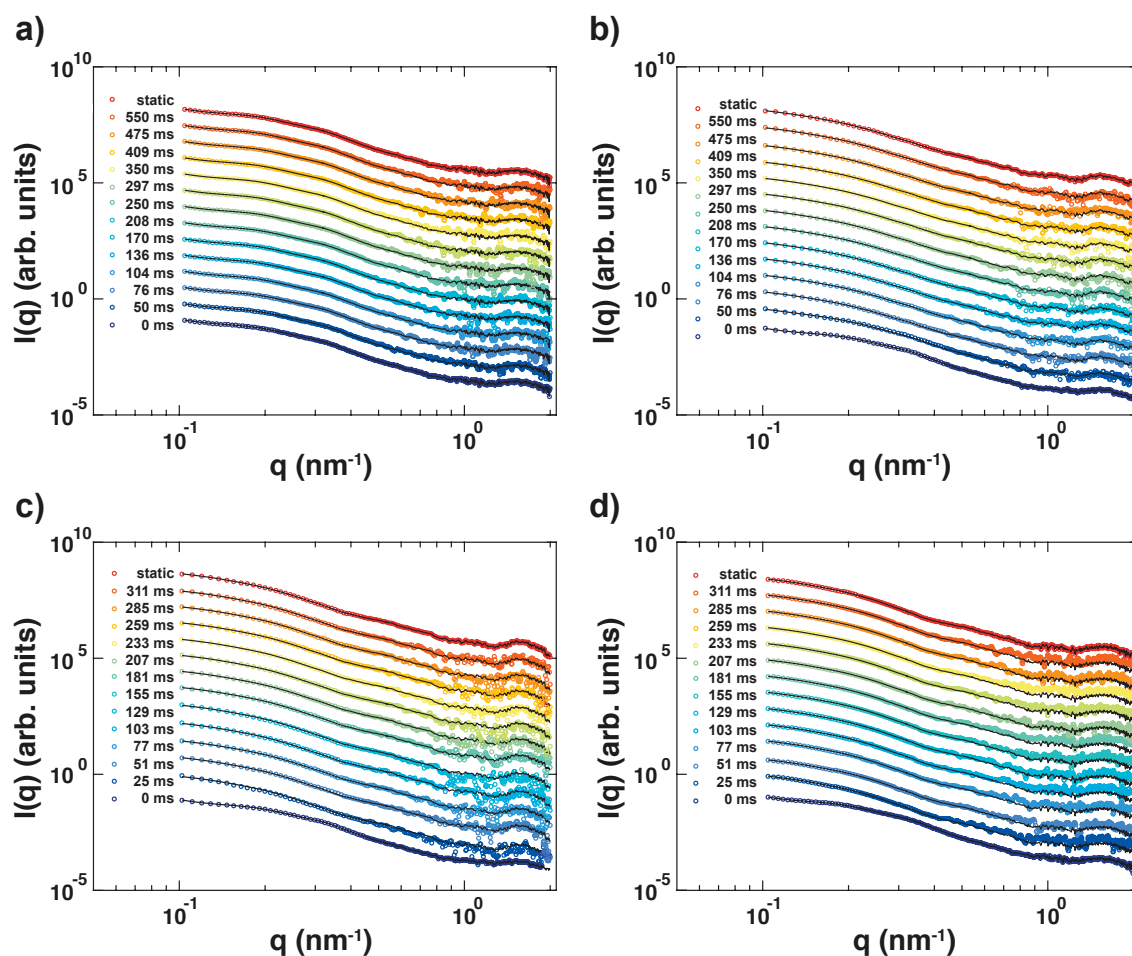 a)
10^10
10^5
10^0
10^-5
I(q) (arb. units)
static
550 ms
475 ms
409 ms
350 ms
297 ms
250 ms
208 ms
170 ms
136 ms
104 ms
76 ms
50 ms
0 ms
10^-1
10^0
q (nm^-1)
b)
10^10
10^5
10^0
10^-5
I(q) (arb. units)
static
550 ms
475 ms
409 ms
350 ms
297 ms
250 ms
208 ms
170 ms
136 ms
104 ms
76 ms
50 ms
0 ms
10^-1
10^0
q (nm^-1)
c)
10^10
10^5
10^0
10^-5
I(q) (arb. units)
static
311 ms
285 ms
259 ms
233 ms
207 ms
181 ms
155 ms
129 ms
103 ms
77 ms
51 ms
25 ms
0 ms
10^-1
10^0
q (nm^-1)
d)
10^10
10^5
10^0
10^-5
I(q) (arb. units)
static
311 ms
285 ms
259 ms
233 ms
207 ms
181 ms
155 ms
129 ms
103 ms
77 ms
51 ms
25 ms
0 ms
10^-1
10^0
q (nm^-1)